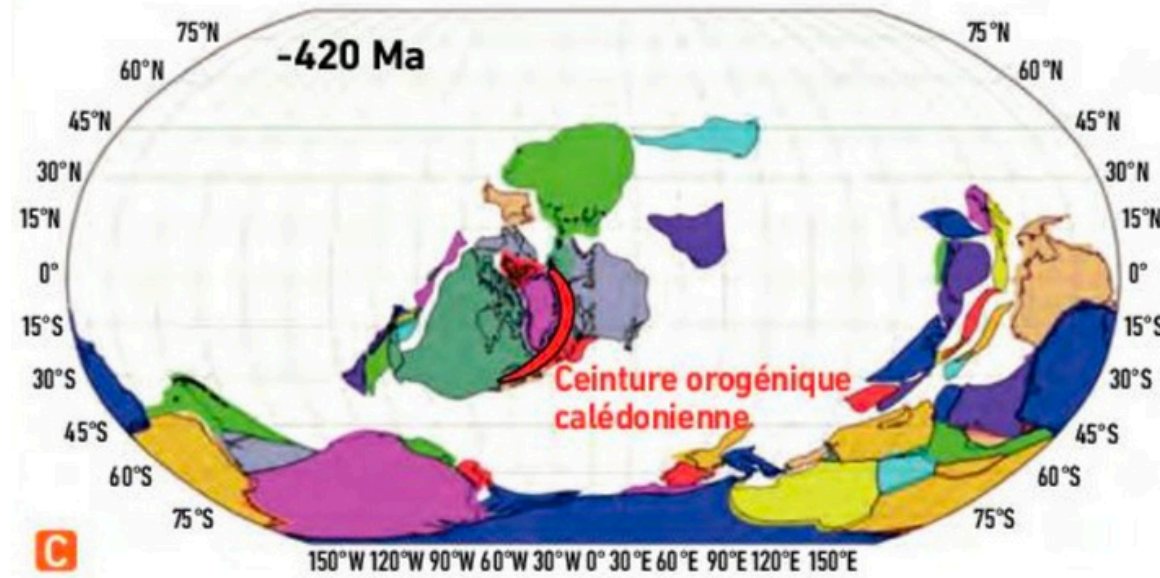 75°N
75°N
-420 Ma
60°N
60°N
45°N
45°N
30°N
30°N
15°N
15°N
0°
0°
15°S
15°S
Ceinture orogénique
calédonienne
30°S
30°S
45°S
45°S
60°S
60°S
75°S
75°S
C
150°W 120°W 90°W 60°W 30°W 0° 30°E 60°E 90°E 120°E 150°E